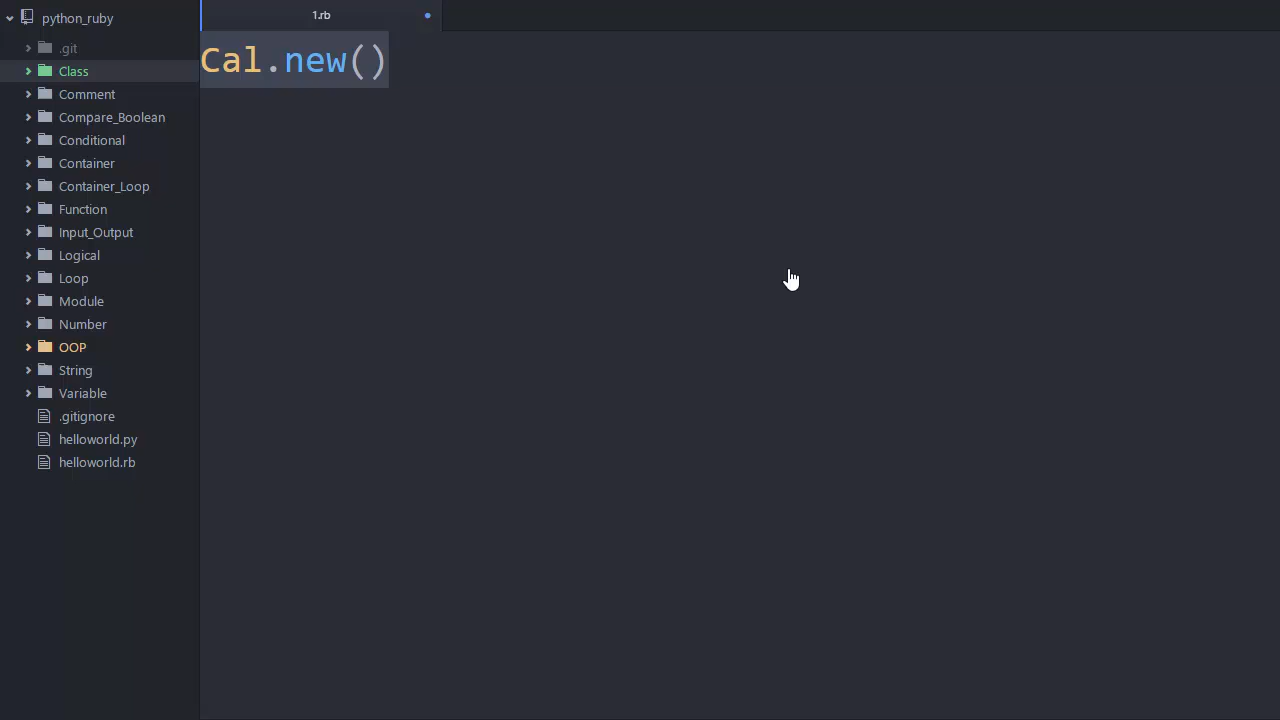 python_ruby
.git
Class
Comment
Compare_Boolean
Conditional
Container
Container_Loop
Function
Input_Output
Logical
Loop
Module
Number
OOP
String
Variable
.gitignore
helloworld.py
helloworld.rb
1.rb
Cal.new()